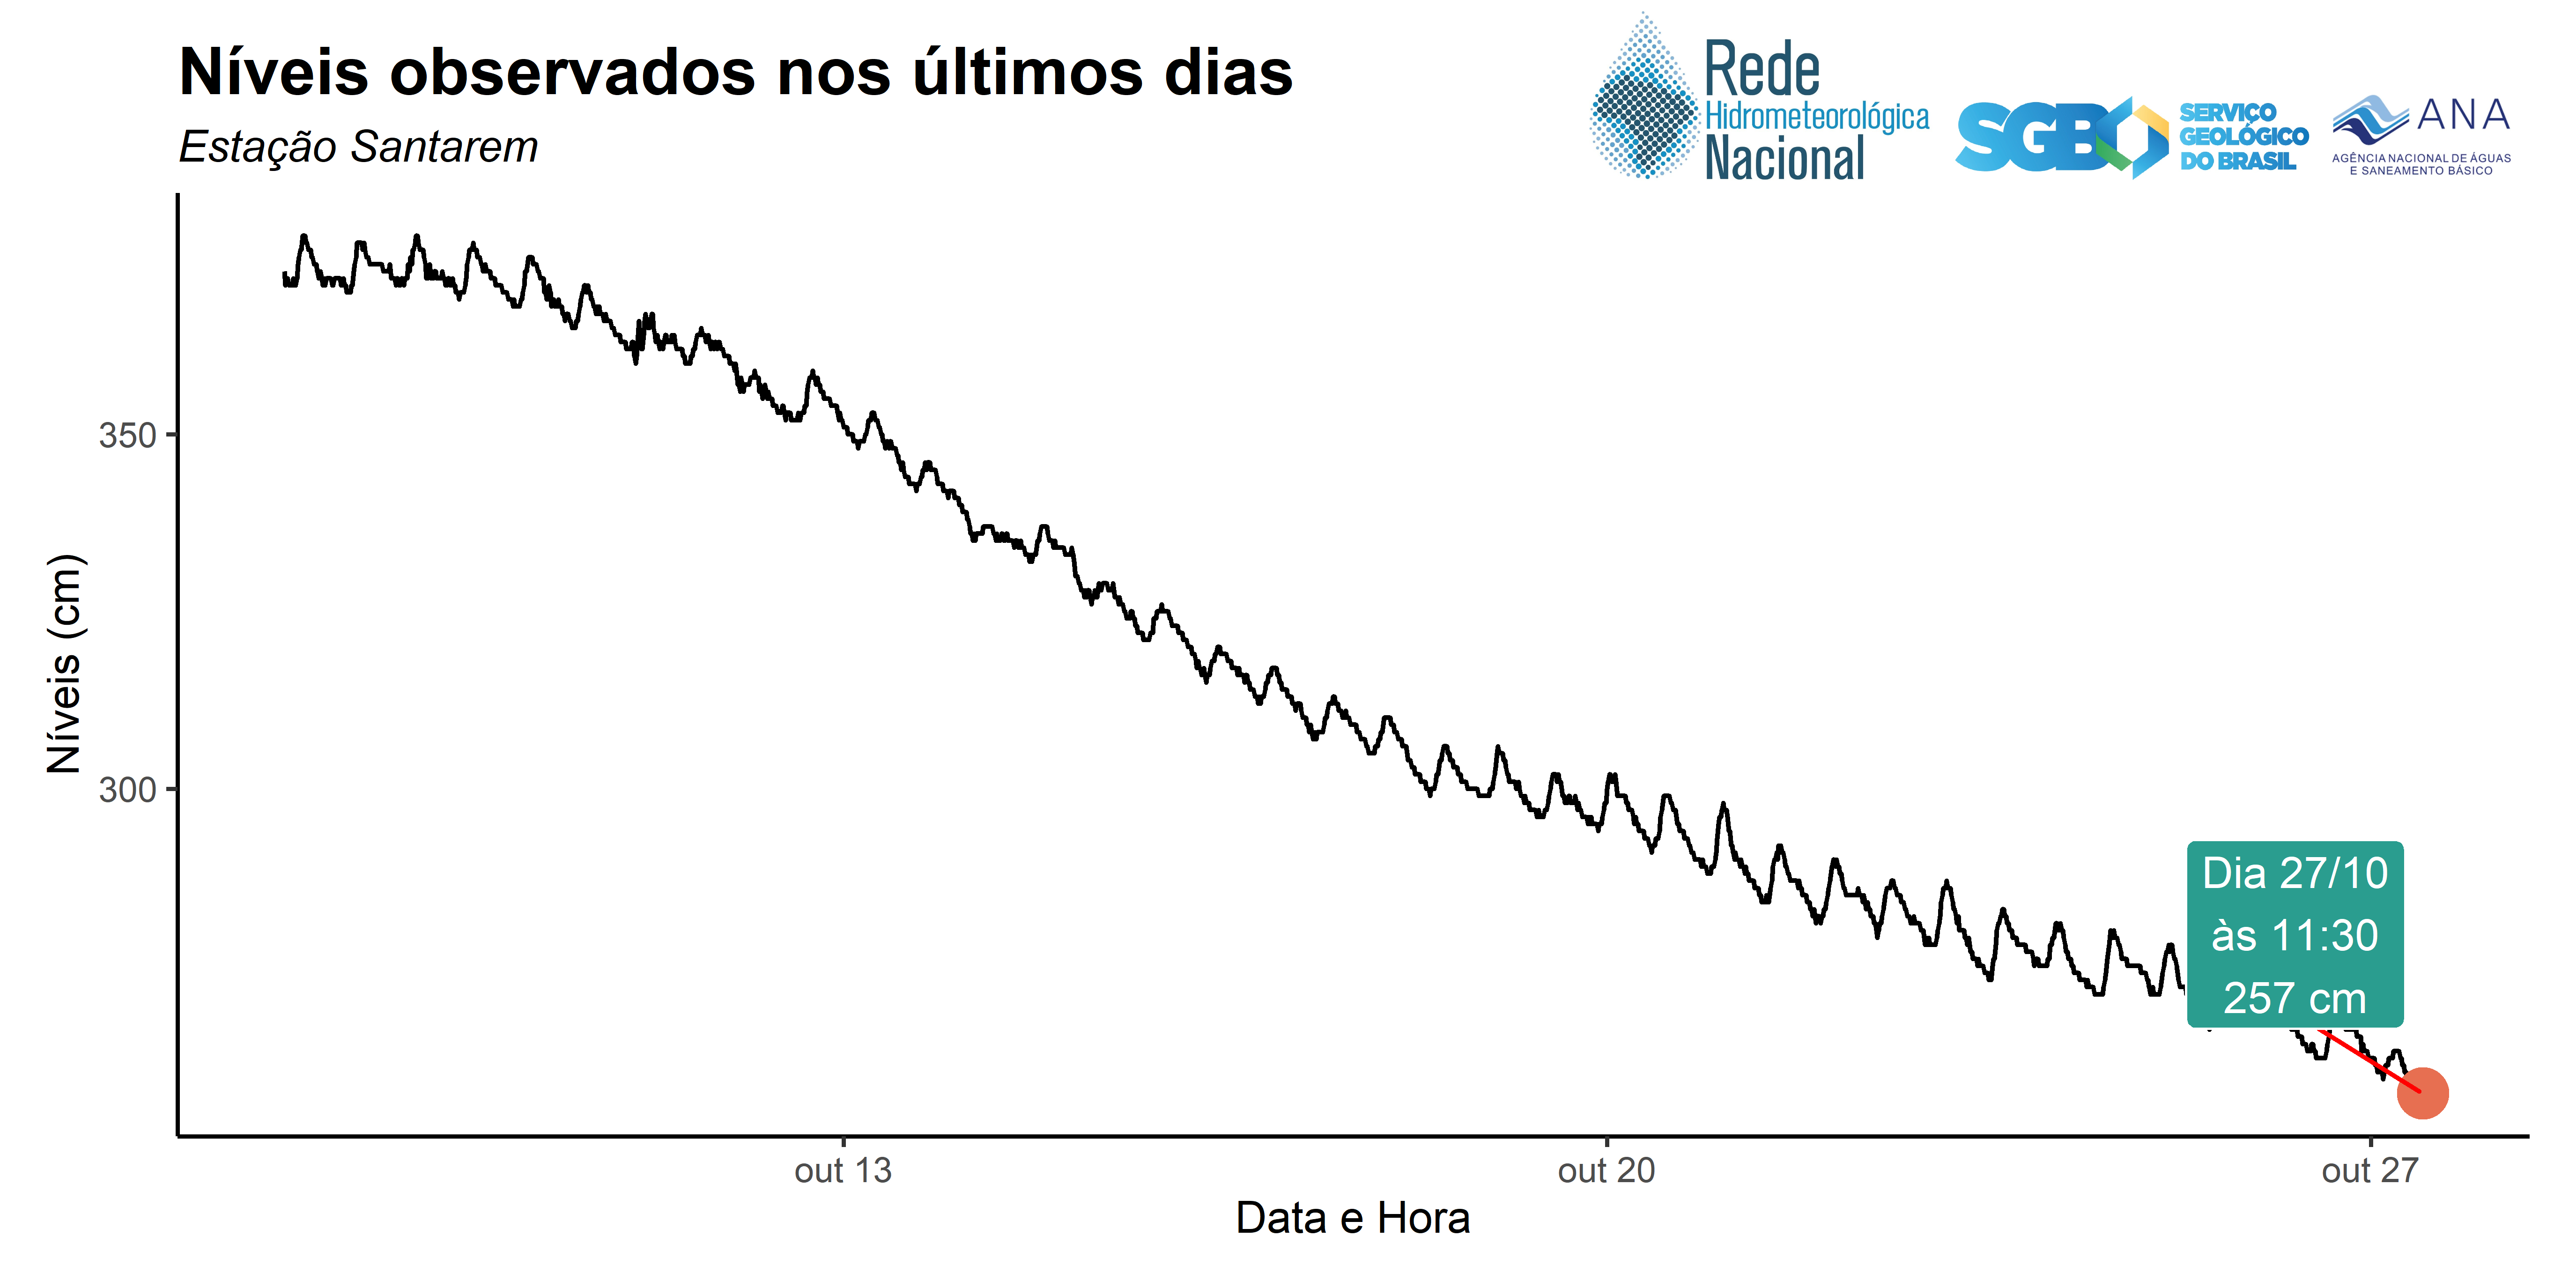 Níveis observados nos últimos dias
Estação Santarem
Rede
Hidrometeorológica
Nacional
SGB
SERVIÇO
GEOLÓGICO
DO BRASIL
ANA
AGÊNCIA NACIONAL DE ÁGUAS
E SANEAMENTO BÁSICO
Níveis (cm)
350
300
Dia 27/10
às 11:30
257 cm
out 13
out 20
out 27
Data e Hora